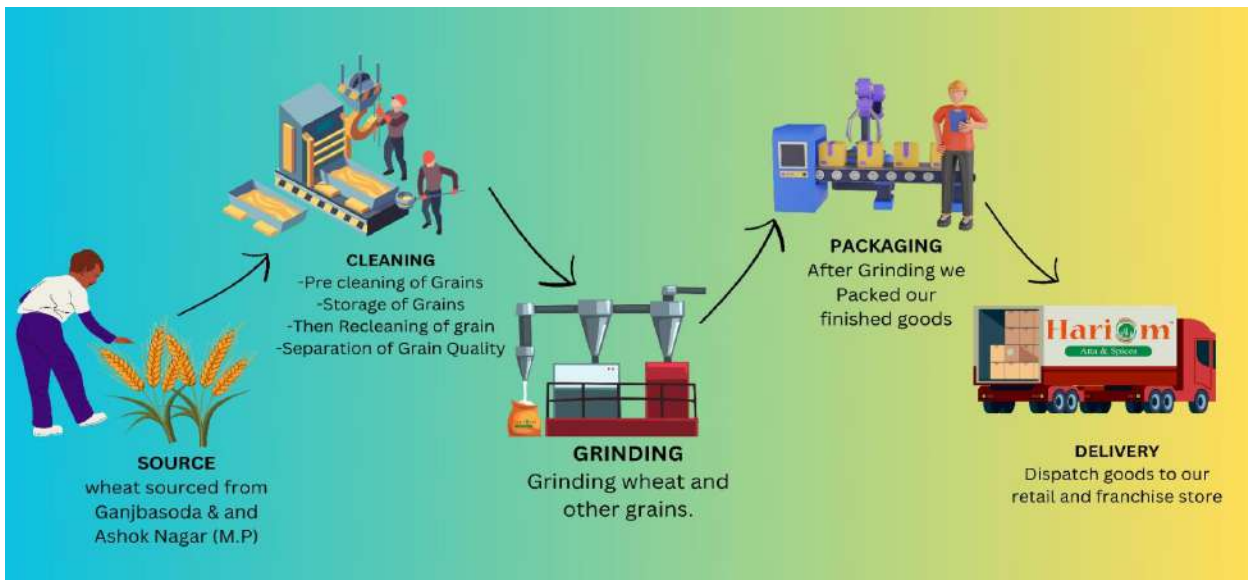 SOURCE
wheat sourced from
Ganjbasoda & and
Ashok Nagar (M.P)
CLEANING
-Pre cleaning of Grains
-Storage of Grains
-Then Recleaning of grain
-Separation of Grain Quality
GRINDING
Grinding wheat and
other grains.
PACKAGING
After Grinding we
Packed our
finished goods
HariOm
Atta & Spices
DELIVERY
Dispatch goods to our
retail and franchise store